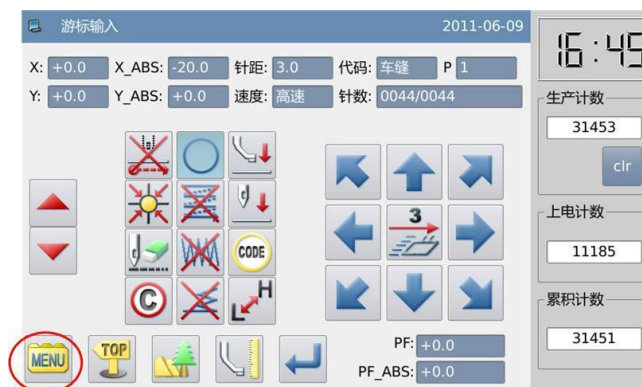 游标输入 2011-06-09
X: +0.0 X_ABS: -20.0 针距: 3.0 代码: 车缝 P 1
Y: +0.0 Y_ABS: +0.0 速度: 高速 针数: 0044/0044
16:45
生产计数
31453
clr
上电计数
11185
累积计数
31451
3
CODE
C
L H
MENU
TOP
PF: +0.0
PF_ABS: +0.0